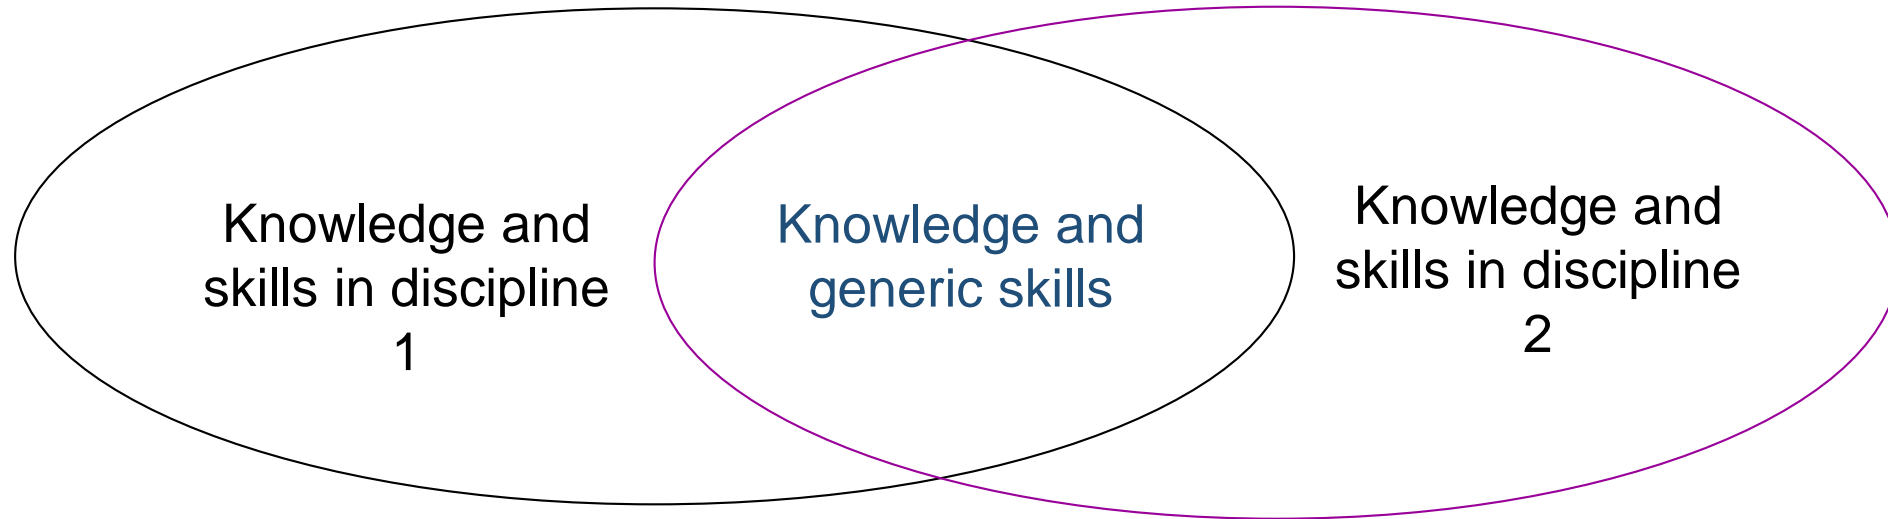 Knowledge and
skills in discipline
1
Knowledge and
generic skills
Knowledge and
skills in discipline
2